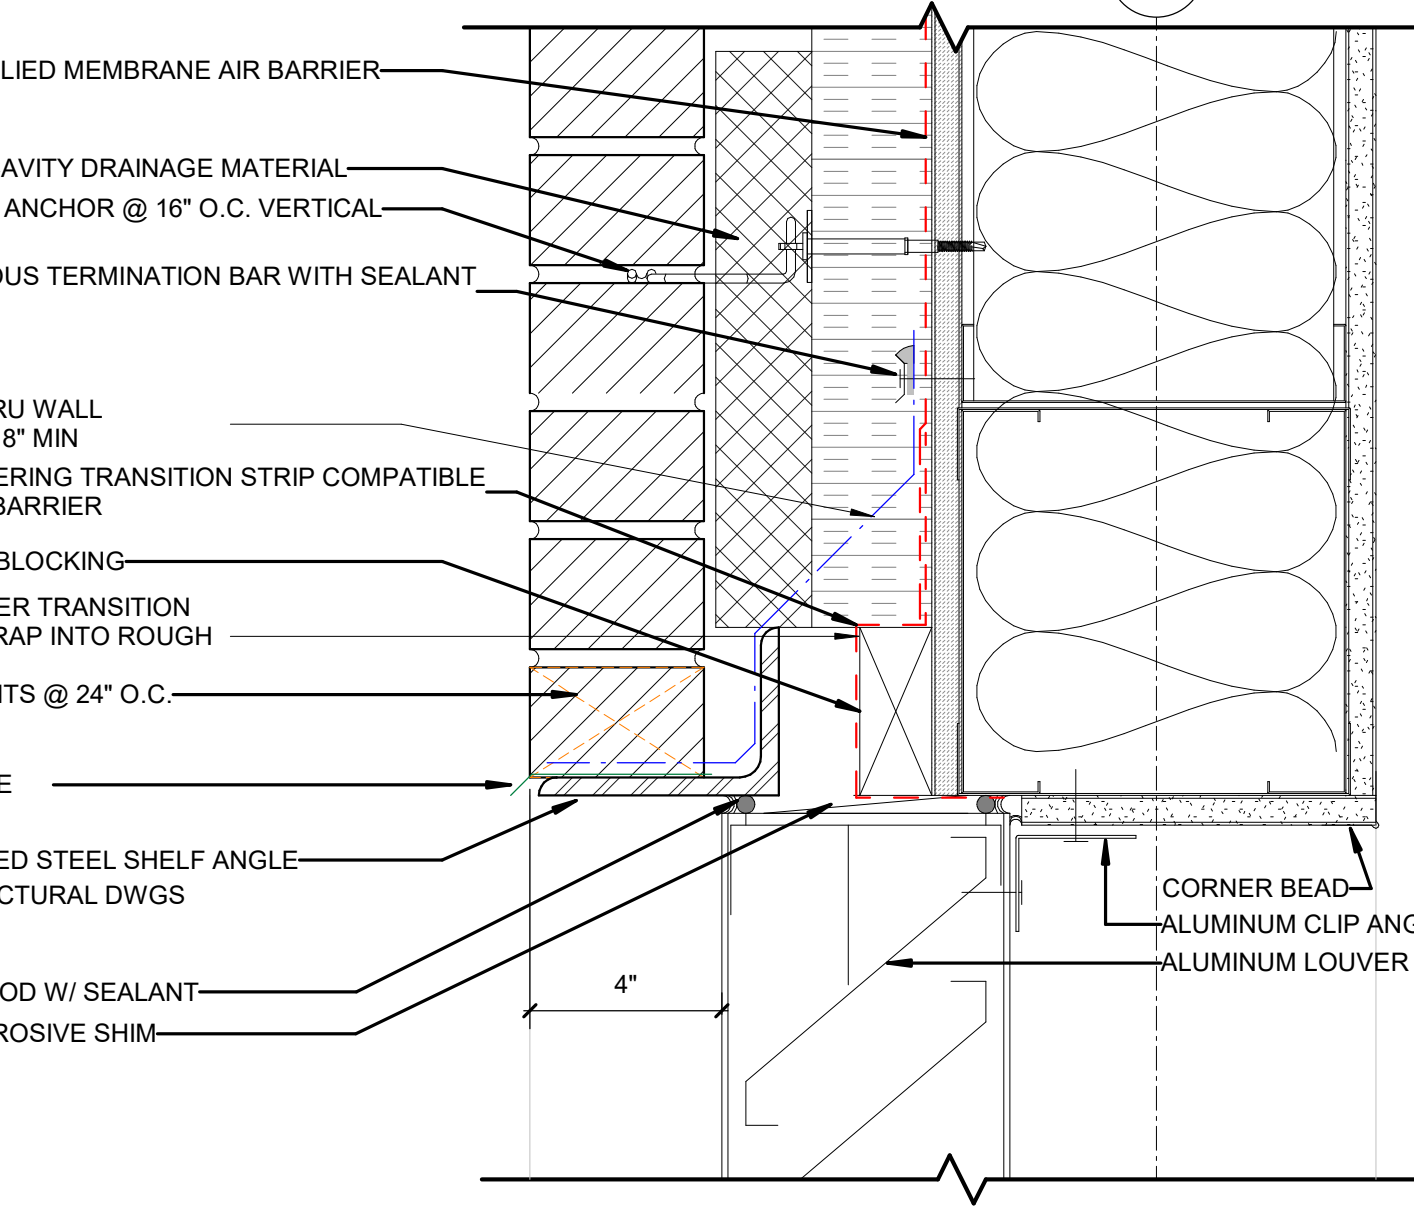 LIED MEMBRANE AIR BARRIER
AVITY DRAINAGE MATERIAL
ANCHOR @ 16" O.C. VERTICAL
OUS TERMINATION BAR WITH SEALANT
RU WALL
8" MIN
ERING TRANSITION STRIP COMPATIBLE
BARRIER
BLOCKING
ER TRANSITION
RAP INTO ROUGH
ITS @ 24" O.C.
E
ED STEEL SHELF ANGLE
CTURAL DWGS
OD W/ SEALANT
ROSIVE SHIM
4"
CORNER BEAD
ALUMINUM CLIP ANG
ALUMINUM LOUVER